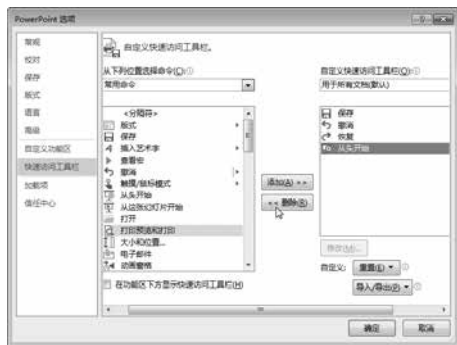 PowerPoint 选项
常规
校对
保存
版式
语言
高级
自定义功能区
快速访问工具栏
加载项
信任中心
自定义快速访问工具栏。
从下列位置选择命令(C):
常用命令
<分隔符>
版式
保存
插入艺术字
查看宏
撤消
触摸/鼠标模式
从头开始
从当前幻灯片开始
打开
打印预览和打印
大小和位置...
电子邮件
动画窗格
在功能区下方显示快速访问工具栏(H)
添加(A) >>
<< 删除(R)
自定义快速访问工具栏(Q):
用于所有文档(默认)
保存
撤消
恢复
从头开始
修改(M)...
自定义:
重置(E)
导入/导出(P)
确定
取消